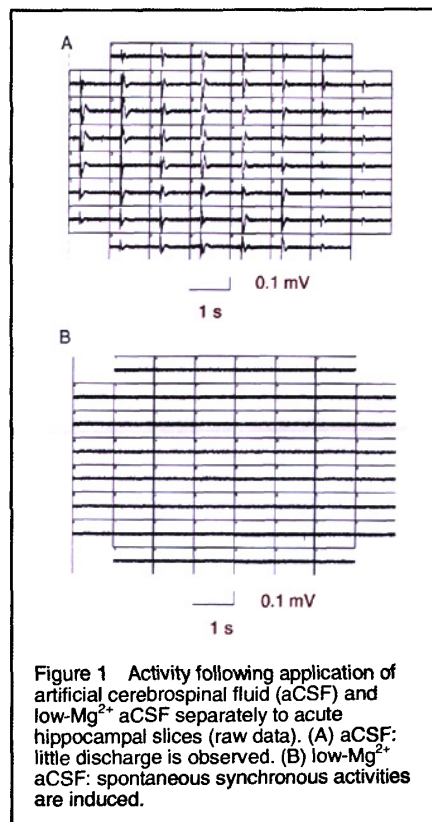 A
0.1 mV
1 s
B
0.1 mV
1 s
Figure 1 Activity following application of
artificial cerebrospinal fluid (aCSF) and
low-Mg2+ aCSF separately to acute
hippocampal slices (raw data). (A) aCSF:
little discharge is observed. (B) low-Mg2+
aCSF: spontaneous synchronous activities
are induced.